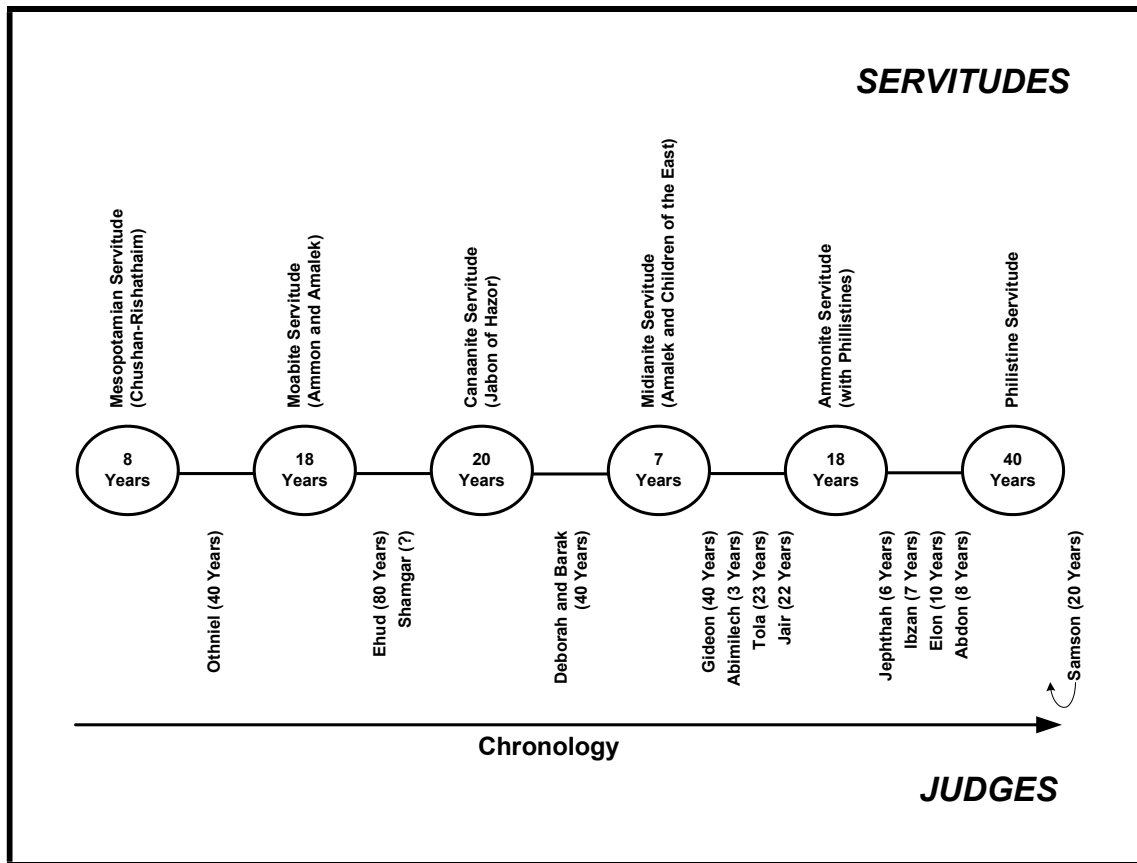 SERVITUDES
Mesopotamian Servitude
(Chushan-Rishathaim)
Moabite Servitude
(Ammon and Amalek)
Canaanite Servitude
(Jabon of Hazor)
Midianite Servitude
(Amalek and Children of the East)
Ammonite Servitude
(with Phillistines)
Philistine Servitude
8
Years
18
Years
20
Years
7
Years
18
Years
40
Years
Othniel (40 Years)
Ehud (80 Years)
Shamgar (?)
Deborah and Barak
(40 Years)
Gideon (40 Years)
Abimilech (3 Years)
Tola (23 Years)
Jair (22 Years)
Jephthah (6 Years)
Ibzan (7 Years)
Elon (10 Years)
Abdon (8 Years)
Samson (20 Years)
Chronology
JUDGES